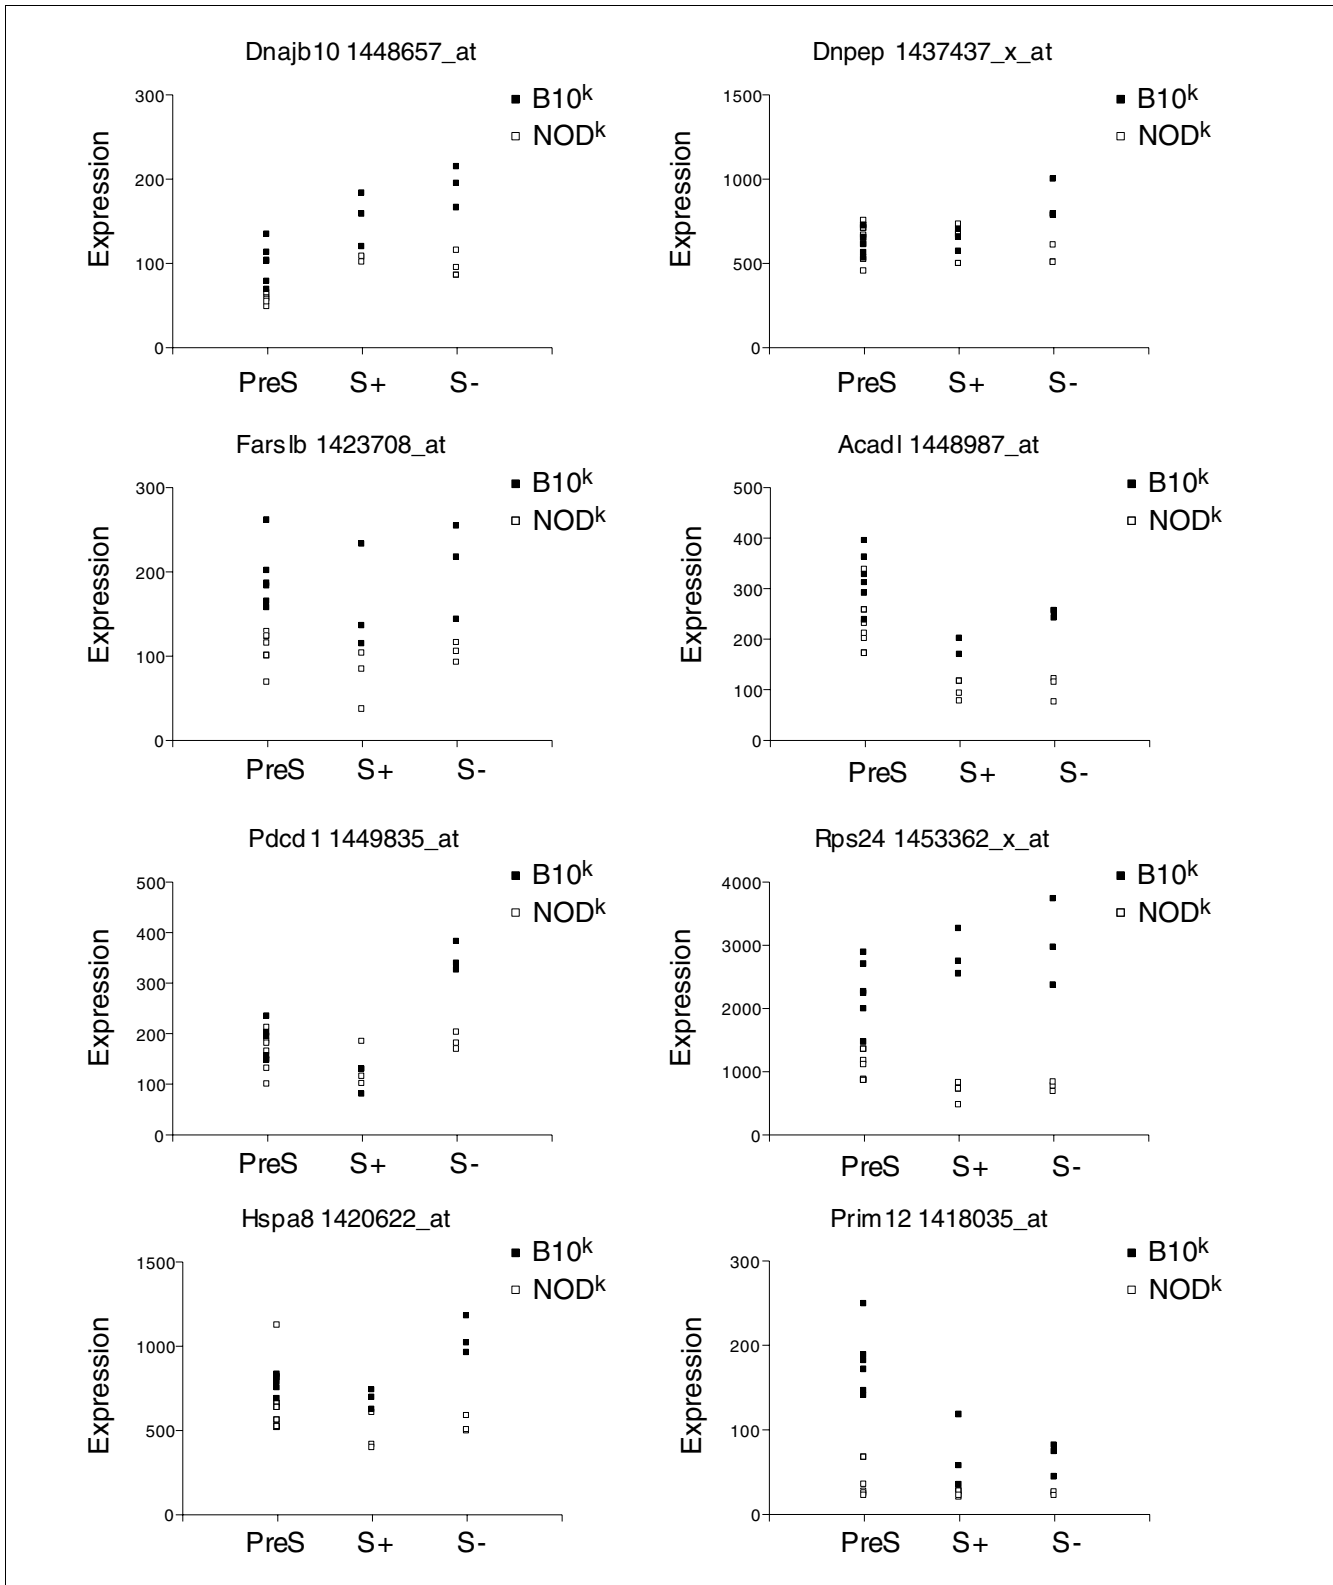 Dnajb10 1448657_at
B10k
NODk
300
200
100
0
Expression
PreS S+ S-
Dnpep 1437437_x_at
B10k
NODk
1500
1000
500
0
Expression
PreS S+ S-
Farslb 1423708_at
B10k
NODk
300
200
100
0
Expression
PreS S+ S-
Acadl 1448987_at
B10k
NODk
500
400
300
200
100
0
Expression
PreS S+ S-
Pdcd1 1449835_at
B10k
NODk
500
400
300
200
100
0
Expression
PreS S+ S-
Rps24 1453362_x_at
B10k
NODk
4000
3000
2000
1000
0
Expression
PreS S+ S-
Hspa8 1420622_at
B10k
NODk
1500
1000
500
0
Expression
PreS S+ S-
Prim12 1418035_at
B10k
NODk
300
200
100
0
Expression
PreS S+ S-